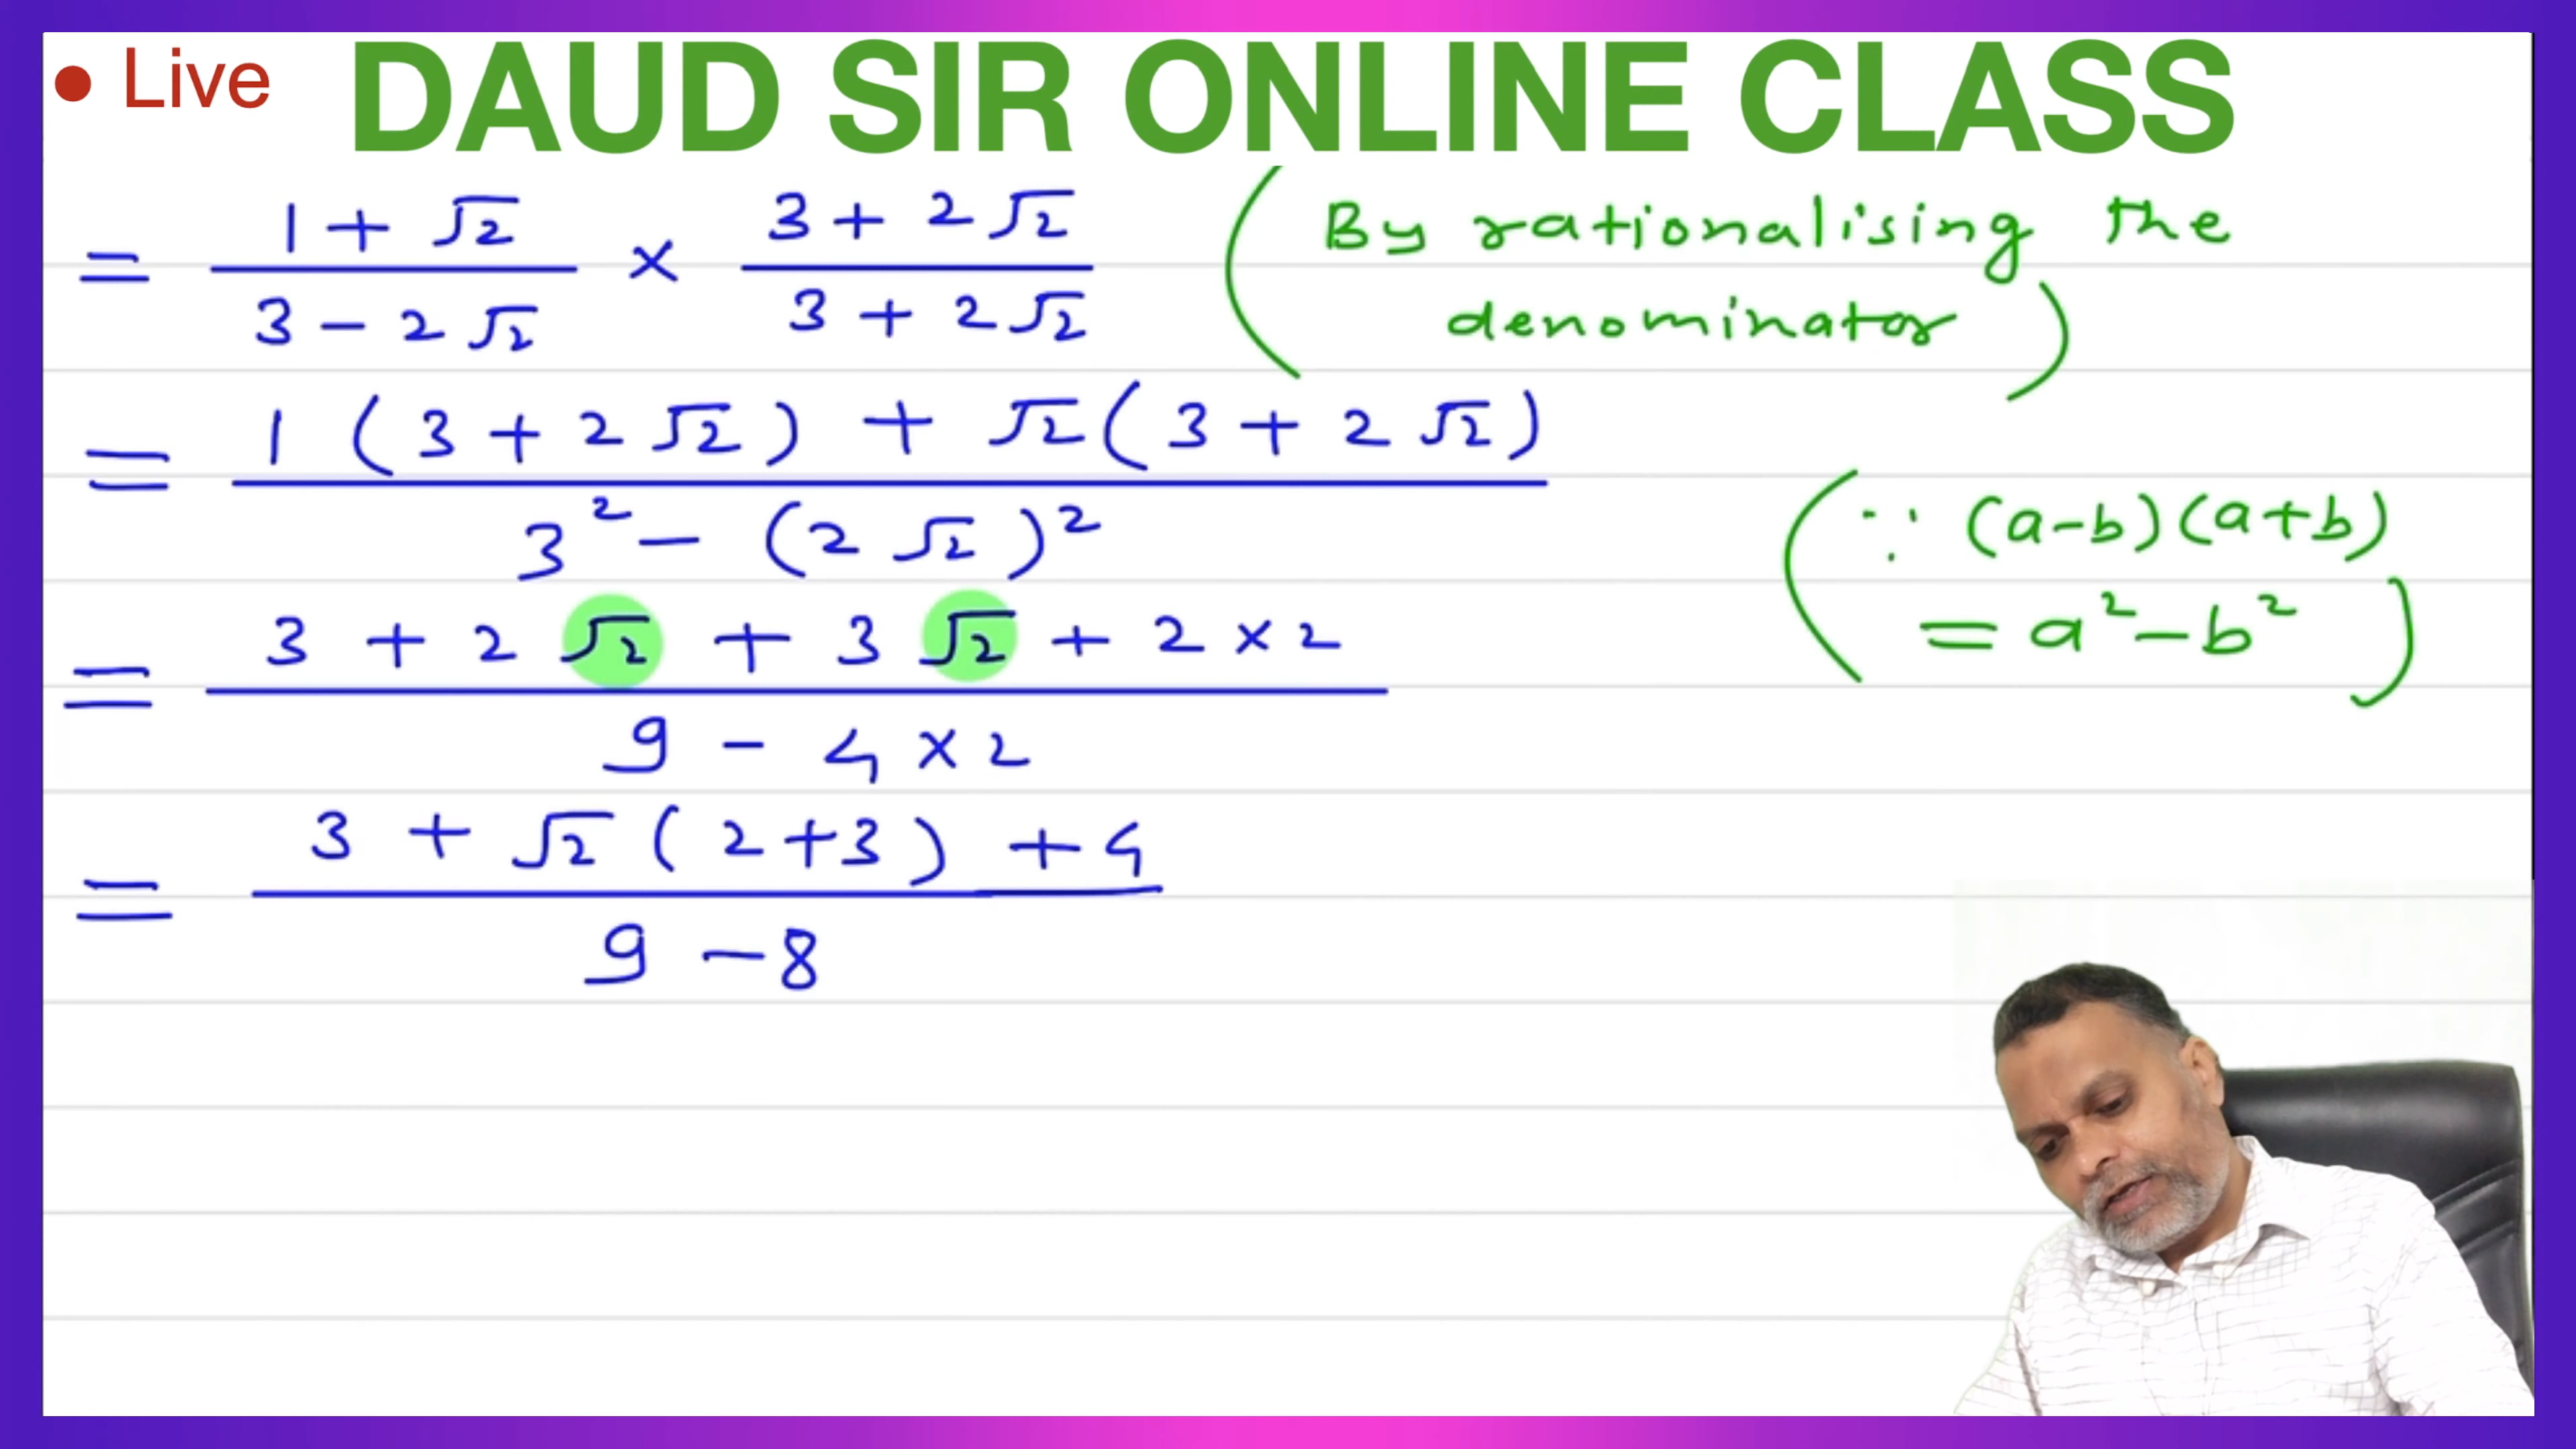 • Live DAUD SIR ONLINE CLASS
= (1 + √2)/(3 - 2√2) × (3 + 2√2)/(3 + 2√2) (By rationalising the
denominator)
= (1(3 + 2√2) + √2(3 + 2√2))/(3² - (2√2)²)
(∵ (a-b)(a+b)
= a² - b²)
= (3 + 2√2 + 3√2 + 2×2)/(9 - 4×2)
= (3 + √2(2+3) + 4)/(9 - 8)